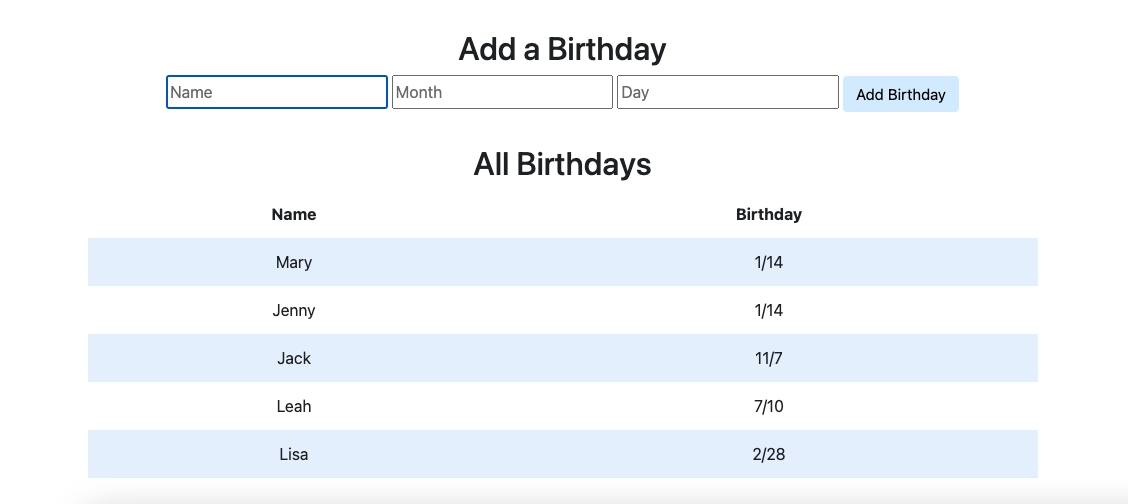 Add a Birthday
Name Month Day Add Birthday
All Birthdays
Name Birthday
Mary 1/14
Jenny 1/14
Jack 11/7
Leah 7/10
Lisa 2/28